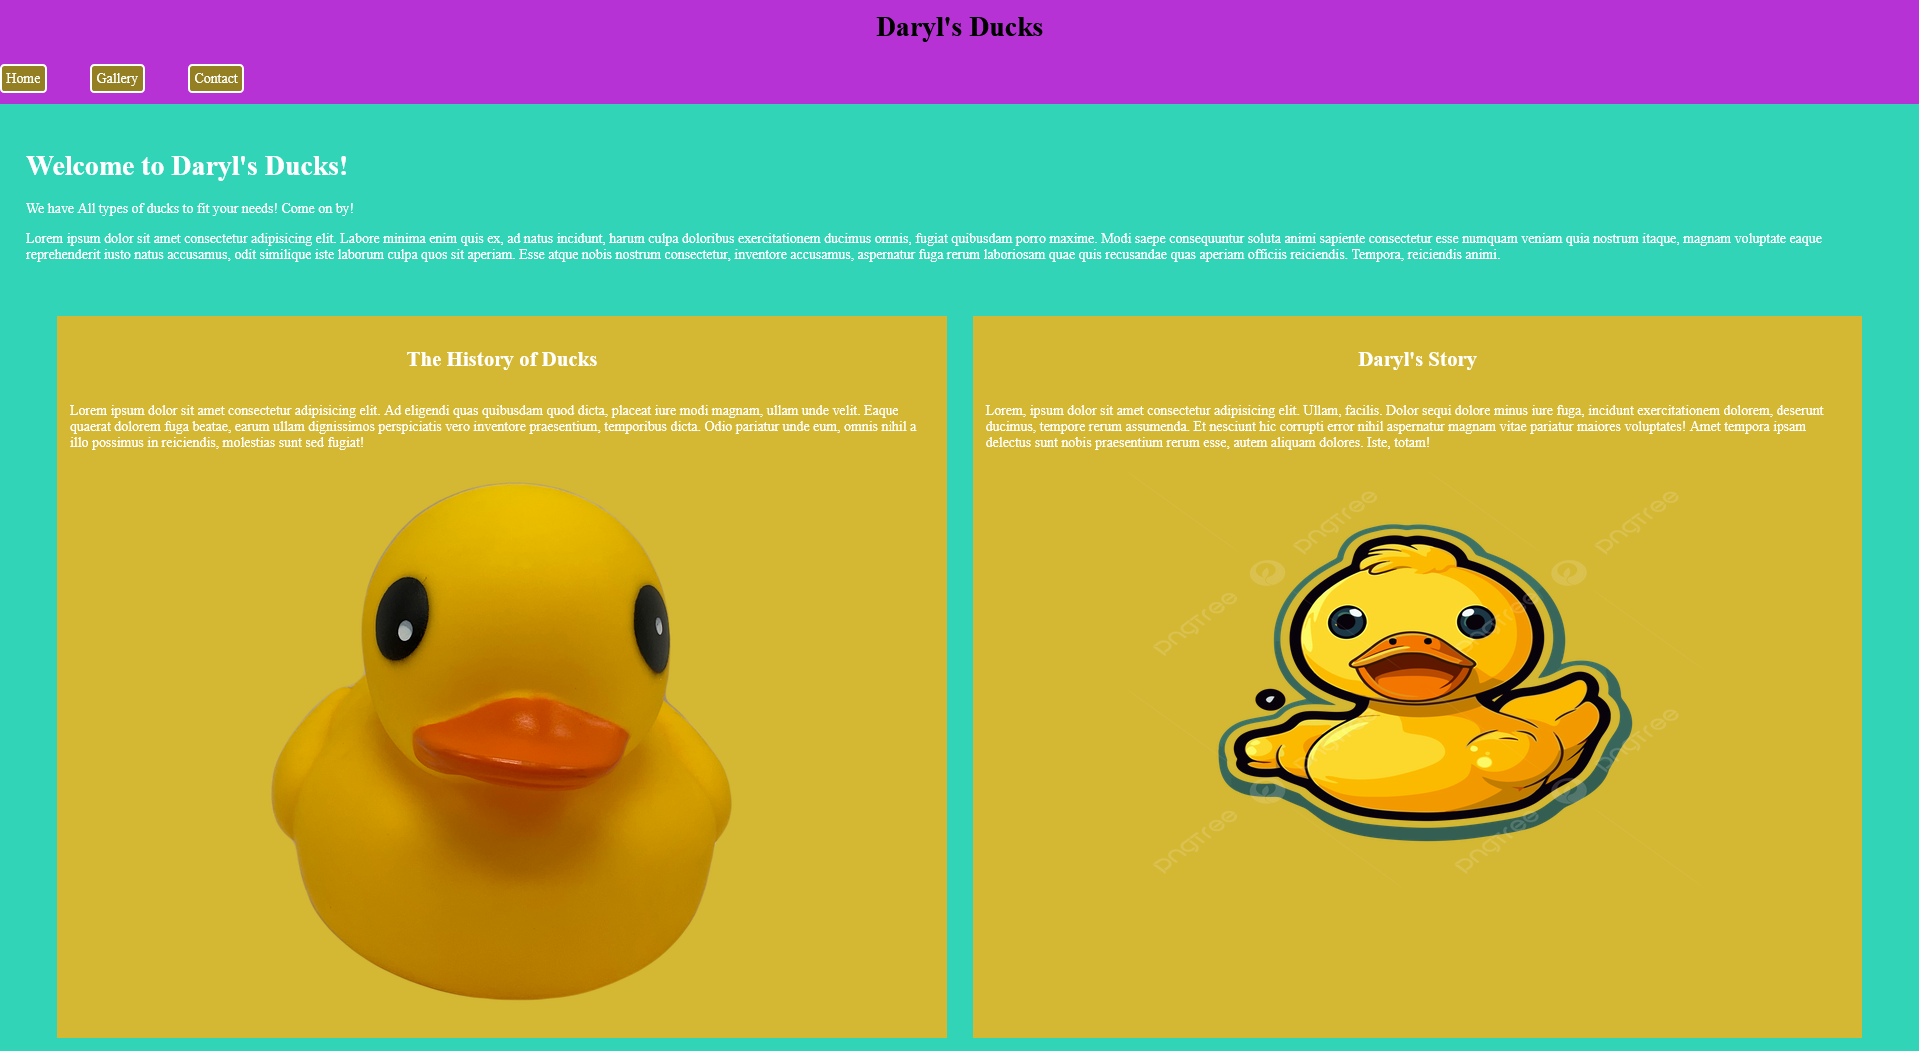 Daryl's Ducks
Home Gallery Contact
Welcome to Daryl's Ducks!
We have All types of ducks to fit your needs! Come on by!
Lorem ipsum dolor sit amet consectetur adipisicing elit. Labore minima enim quis ex, ad natus incidunt, harum culpa doloribus exercitationem ducimus omnis, fugiat quibusdam porro maxime. Modi saepe consequuntur soluta animi sapiente consectetur esse numquam veniam quia nostrum itaque, magnam voluptate eaque
reprehenderit iusto natus accusamus, odit similique iste laborum culpa quos sit aperiam. Esse atque nobis nostrum consectetur, inventore accusamus, aspernatur fuga rerum laboriosam quae quis recusandae quas aperiam officiis reiciendis. Tempora, reiciendis animi.
The History of Ducks
Lorem ipsum dolor sit amet consectetur adipisicing elit. Ad eligendi quas quibusdam quod dicta, placeat iure modi magnam, ullam unde velit. Eaque
quaerat dolorem fuga beatae, earum ullam dignissimos perspiciatis vero inventore praesentium, temporibus dicta. Odio pariatur unde eum, omnis nihil a
illo possimus in reiciendis, molestias sunt sed fugiat!
Daryl's Story
Lorem, ipsum dolor sit amet consectetur adipisicing elit. Ullam, facilis. Dolor sequi dolore minus iure fuga, incidunt exercitationem dolorem, deserunt
ducimus, tempore rerum assumenda. Et nesciunt hic corrupti error nihil aspernatur magnam vitae pariatur maiores voluptates! Amet tempora ipsam
delectus sunt nobis praesentium rerum esse, autem aliquam dolores. Iste, totam!
pngtree
pngtree
pngtree
pngtree
pngtree
pngtree
pngtree
pngtree